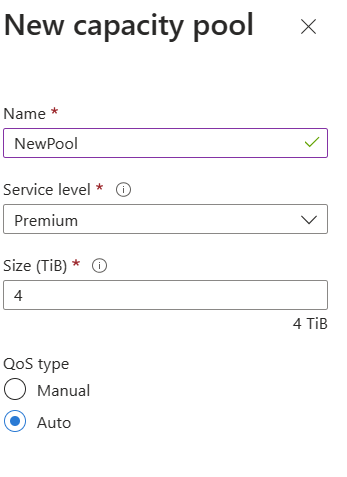 New capacity pool
Name *
NewPool
Service level *
Premium
Size (TiB) *
4
4 TiB
QoS type
Manual
Auto